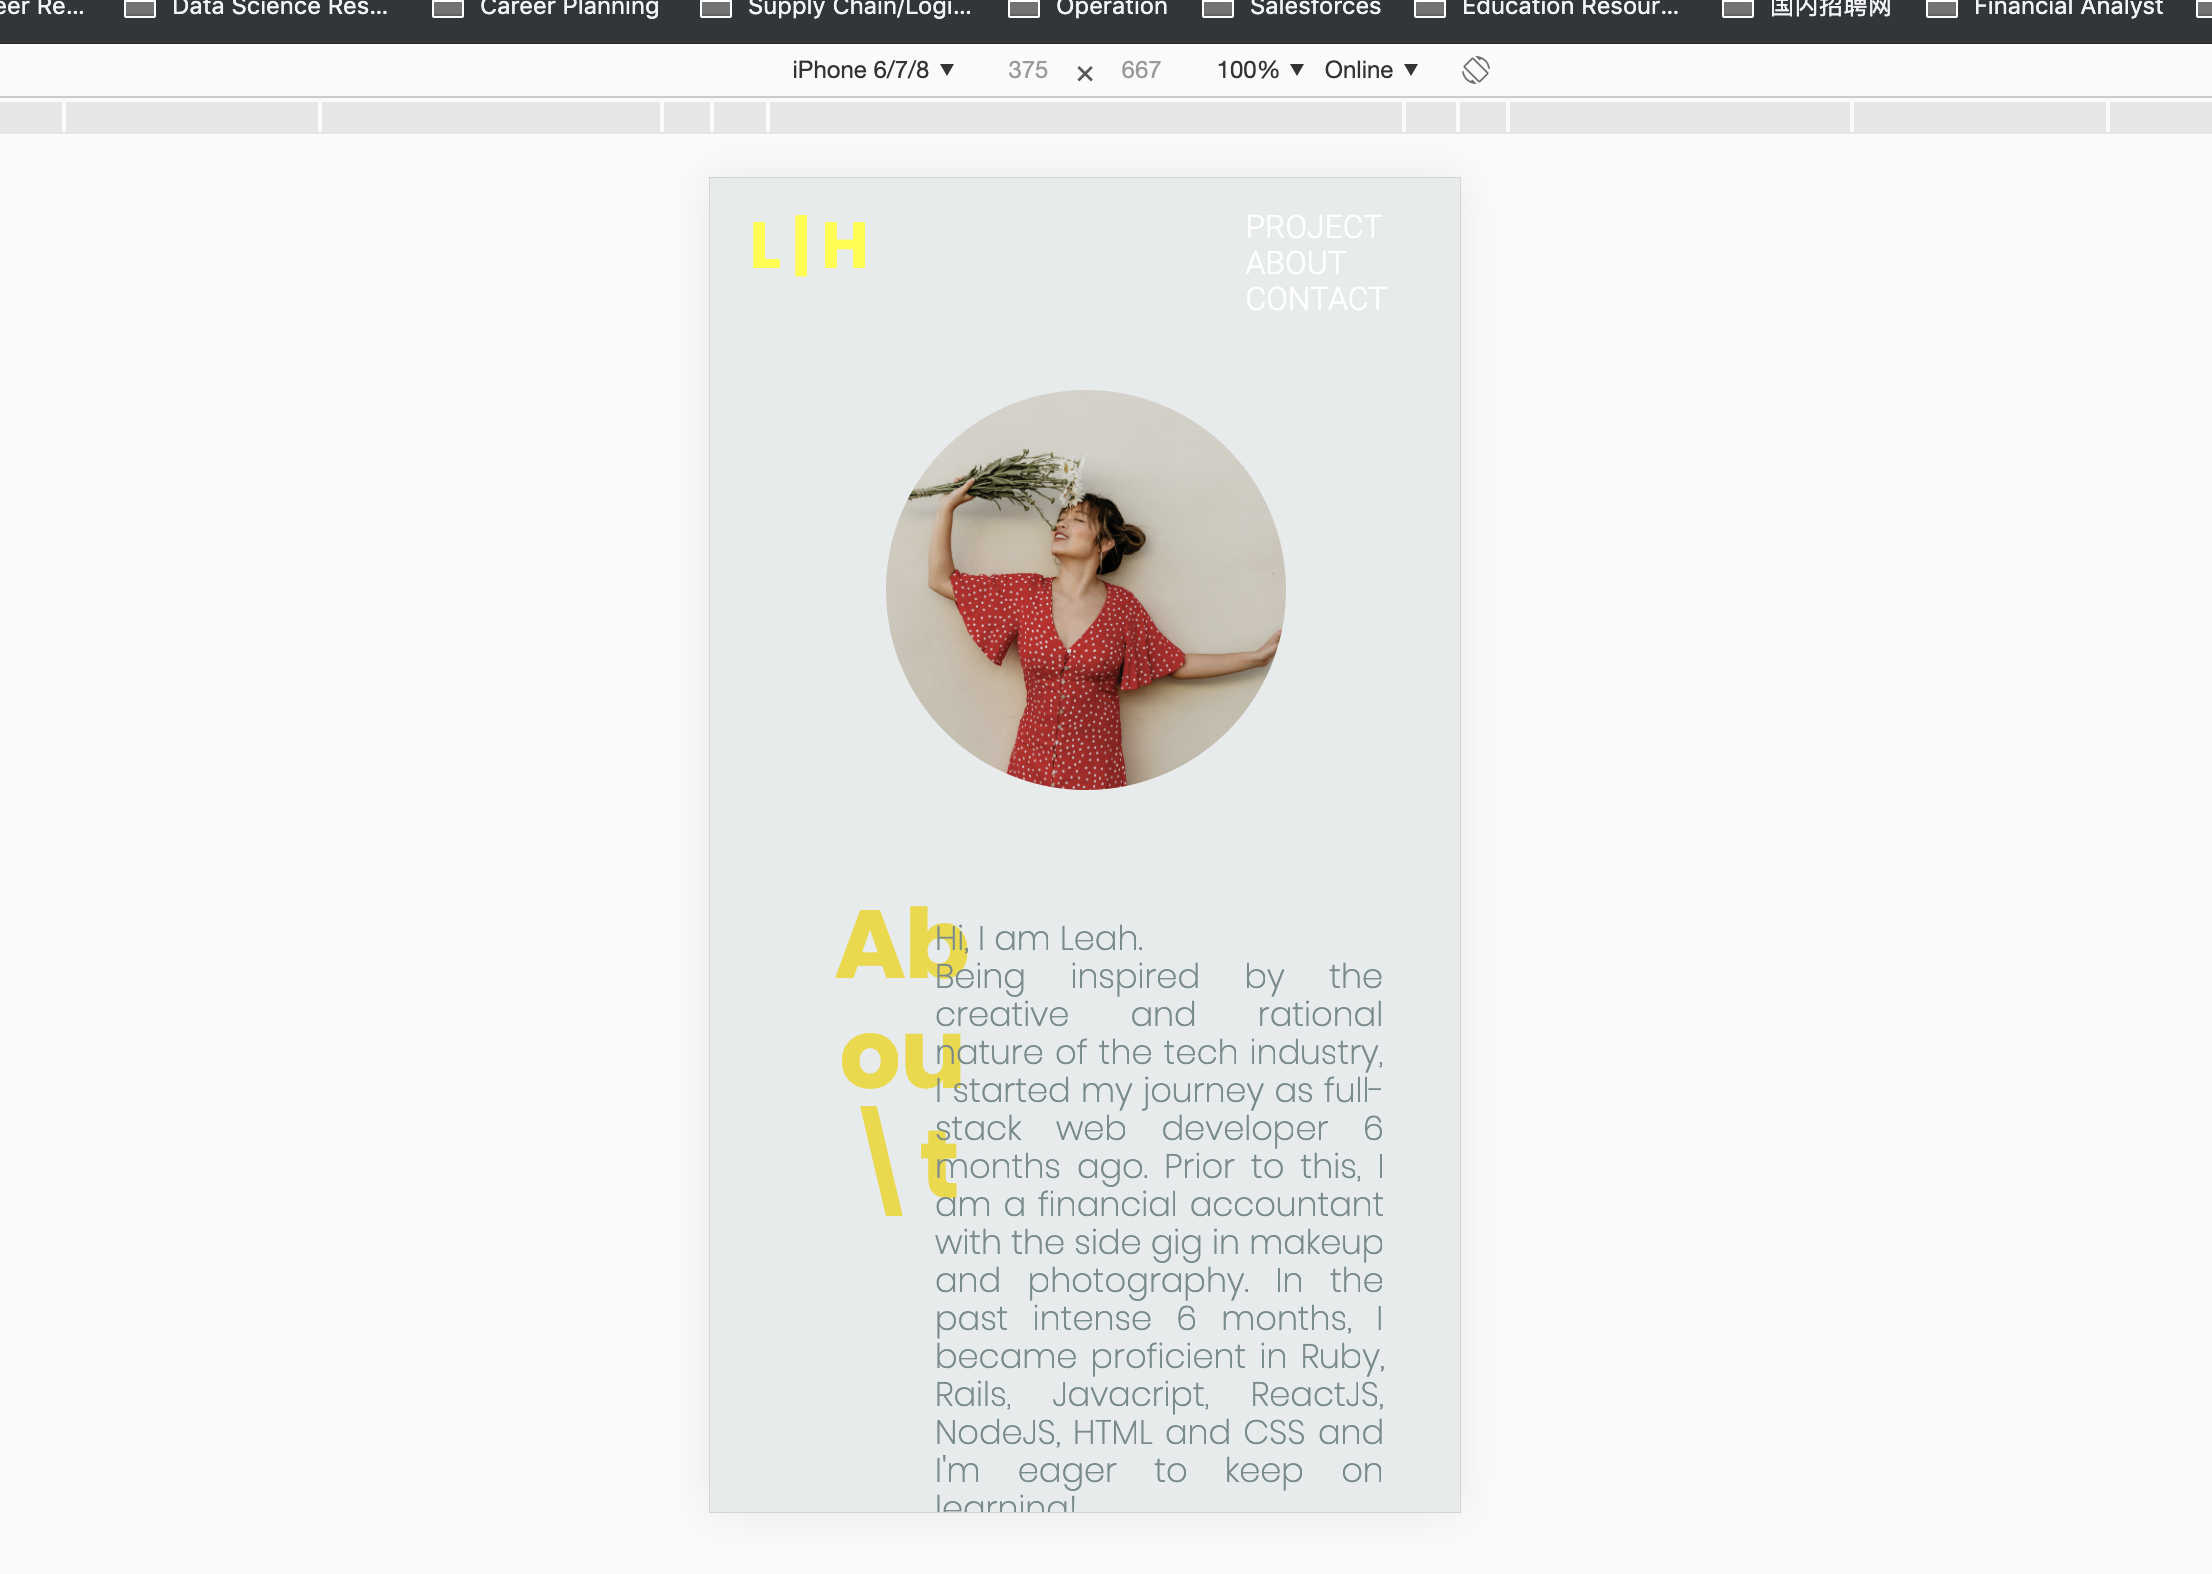 eer Re... Data Science Res... Career Planning Supply Chain/Logi... Operation Salesforces Education Resour... 国内招聘网 Financial Analyst
iPhone 6/7/8 ▼ 375 × 667 100% ▼ Online ▼
L|H
PROJECT
ABOUT
CONTACT
Ab
ou
\t
Hi, I am Leah.
Being inspired by the
creative and rational
nature of the tech industry,
I started my journey as full-
stack web developer 6
months ago. Prior to this, I
am a financial accountant
with the side gig in makeup
and photography. In the
past intense 6 months, I
became proficient in Ruby,
Rails, Javacript, ReactJS,
NodeJS, HTML and CSS and
I'm eager to keep on
learning!